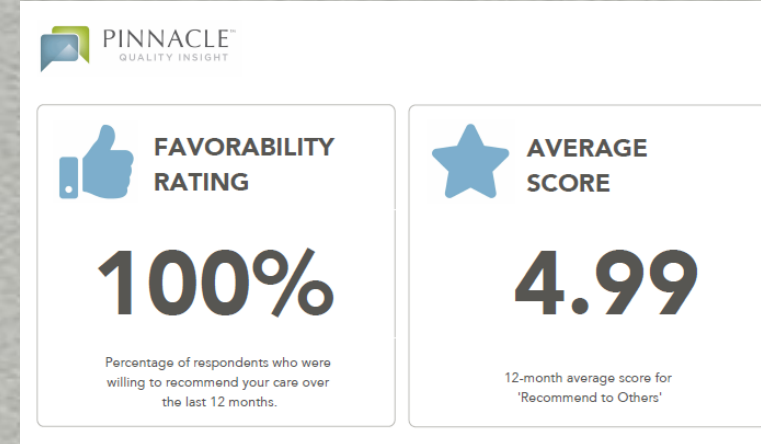 PINNACLE™
QUALITY INSIGHT
FAVORABILITY
RATING
100%
Percentage of respondents who were
willing to recommend your care over
the last 12 months.
AVERAGE
SCORE
4.99
12-month average score for
'Recommend to Others'